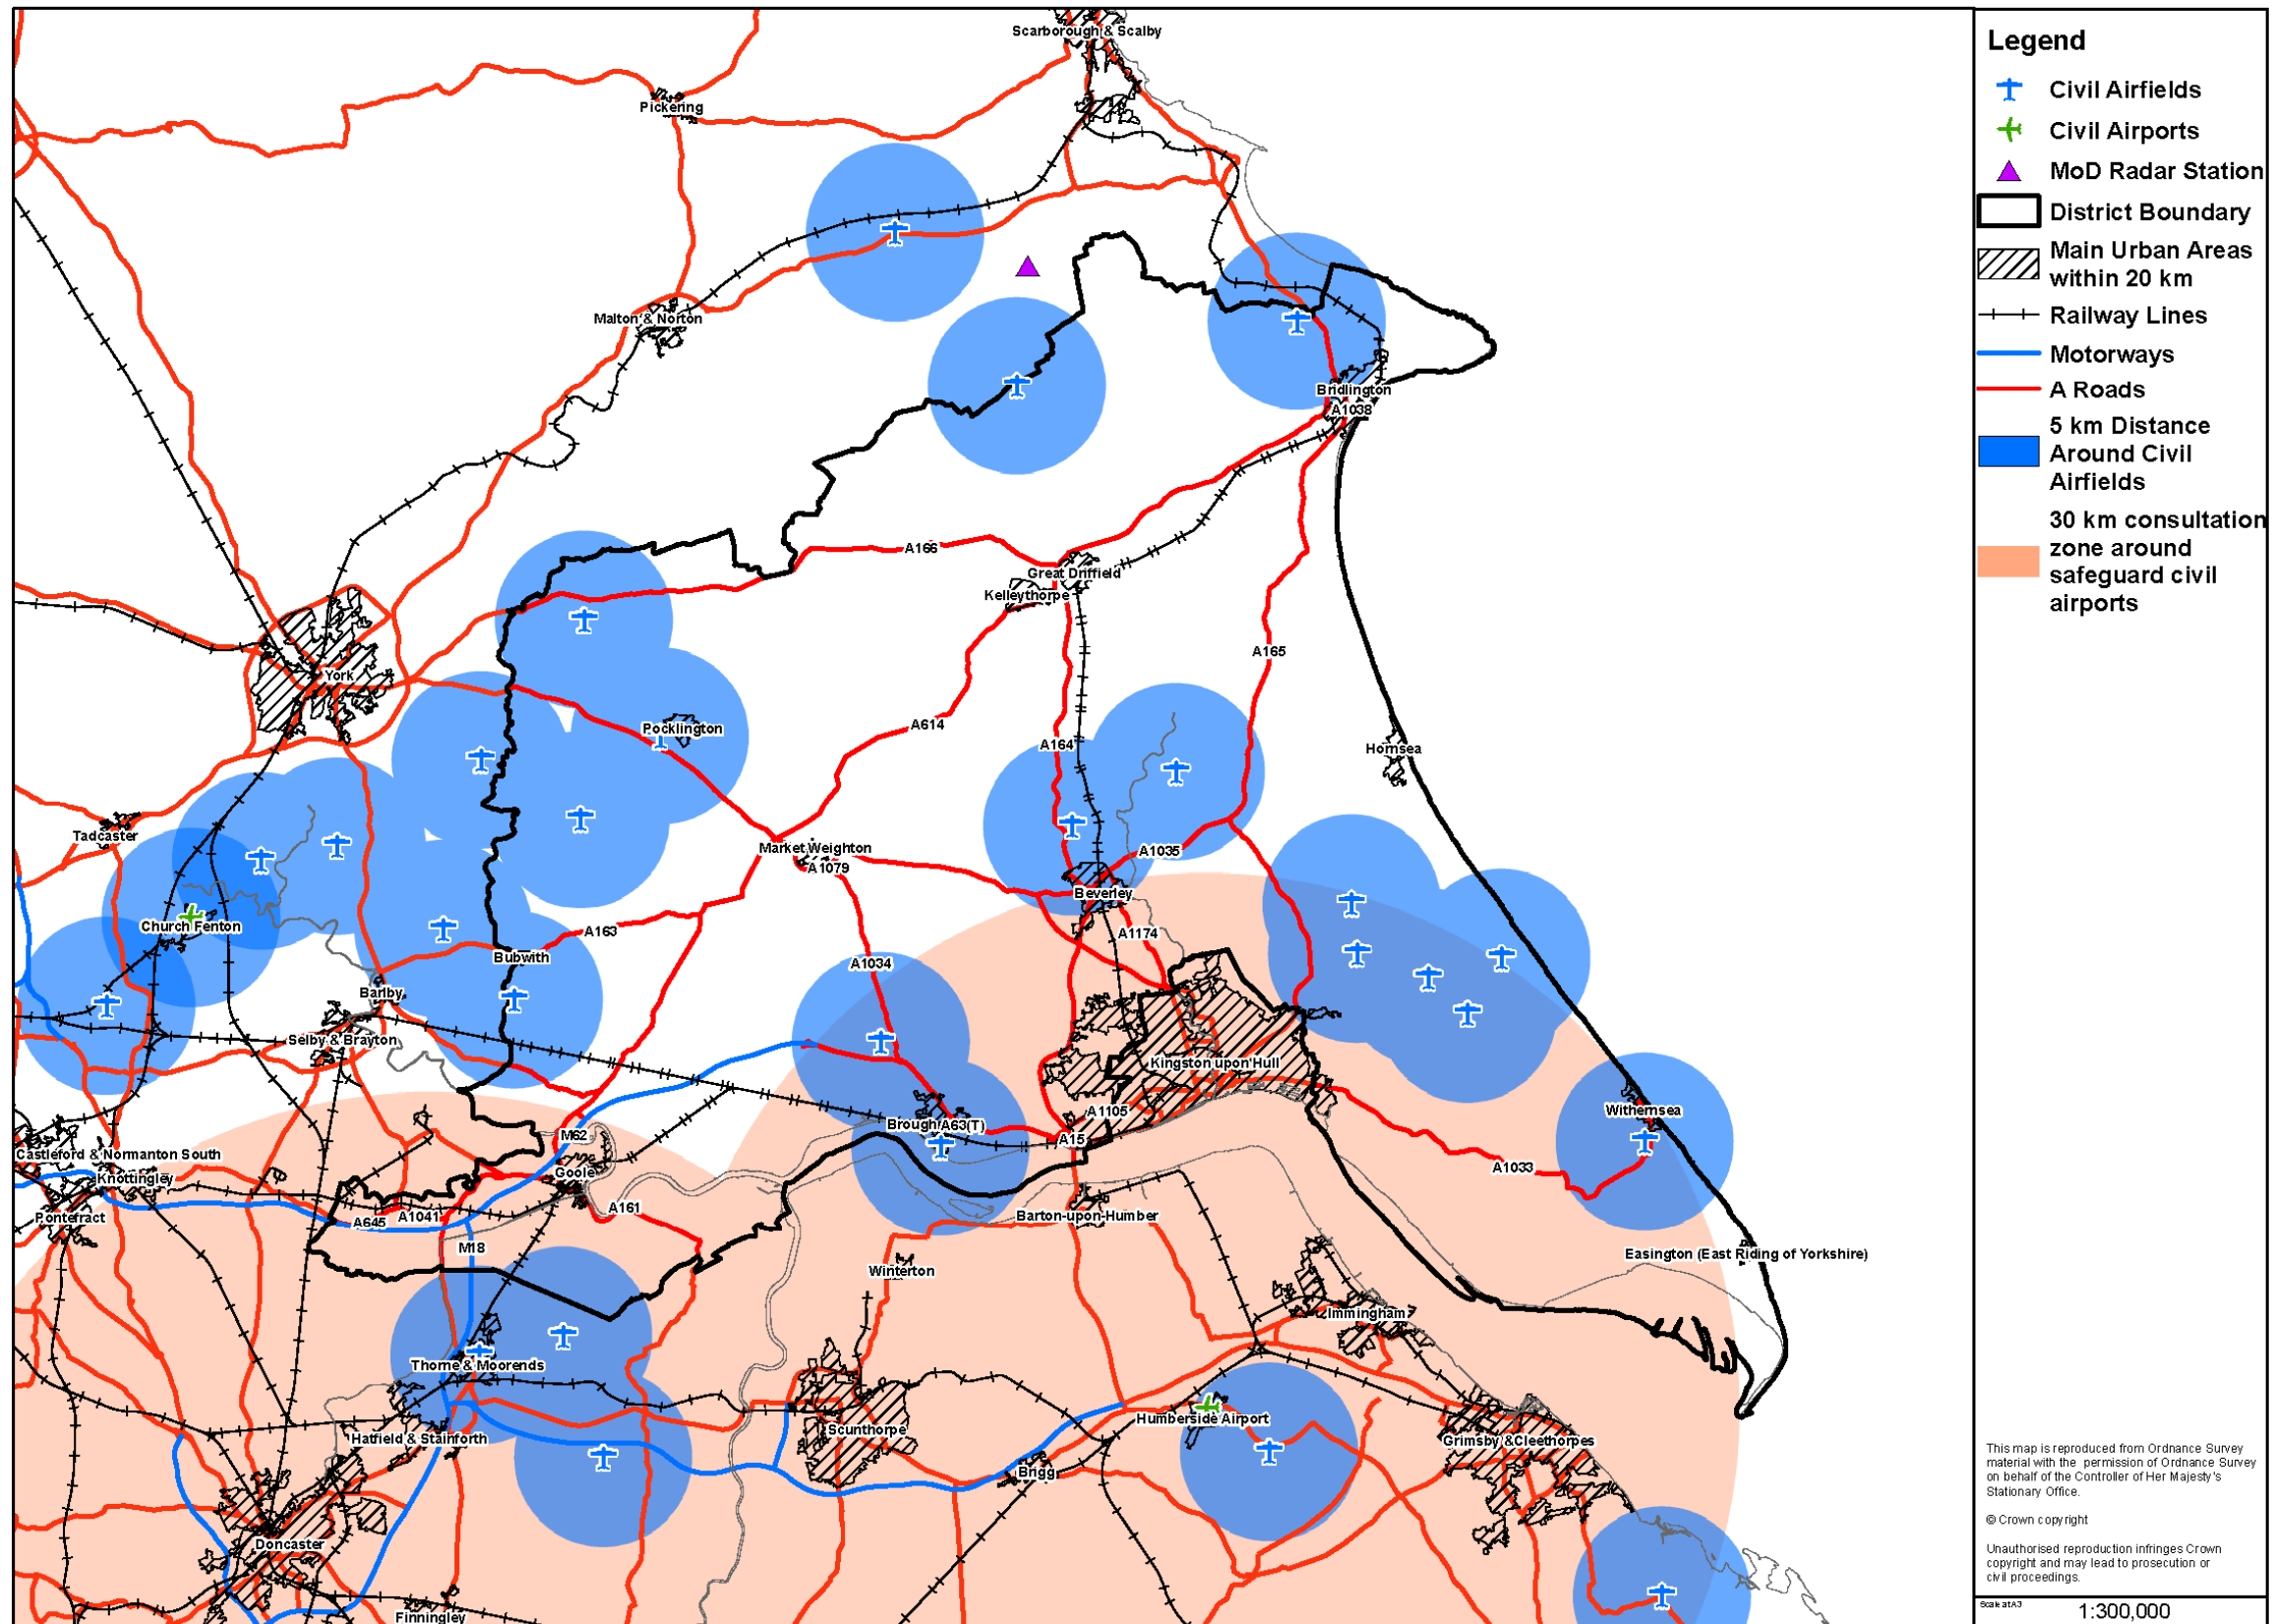 Scarborough & Scalby
Pickering
Malton & Norton
Bridlington
A1038
A166
Great Driffield
Kelleythorpe
A165
York
Pocklington
A614
A164
Hornsea
Tadcaster
Market Weighton
A1079
A1035
Beverley
Church Fenton
A163
A1174
Bubwith
A1034
Barlby
Selby & Brayton
Kingston upon Hull
Withernsea
A1105
Brough
A63(T)
M62
A15
Castleford & Normanton South
Knottingley
Goole
A1033
Pontefract
A645
A1041
A161
Barton-upon-Humber
M18
Winterton
Easington (East Riding of Yorkshire)
Immingham
Thorne & Moorends
Humberside Airport
Scunthorpe
Hatfield & Stainforth
Grimsby &Cleethorpes
Brigg
Doncaster
Finningley
Legend
Civil Airfields
Civil Airports
MoD Radar Station
District Boundary
Main Urban Areas
within 20 km
Railway Lines
Motorways
A Roads
5 km Distance
Around Civil
Airfields
30 km consultation
zone around
safeguard civil
airports
This map is reproduced from Ordnance Survey
material with the permission of Ordnance Survey
on behalf of the Controller of Her Majesty's
Stationary Office.
© Crown copyright
Unauthorised reproduction infringes Crown
copyright and may lead to prosecution or
civil proceedings.
Scale at A3
1:300,000